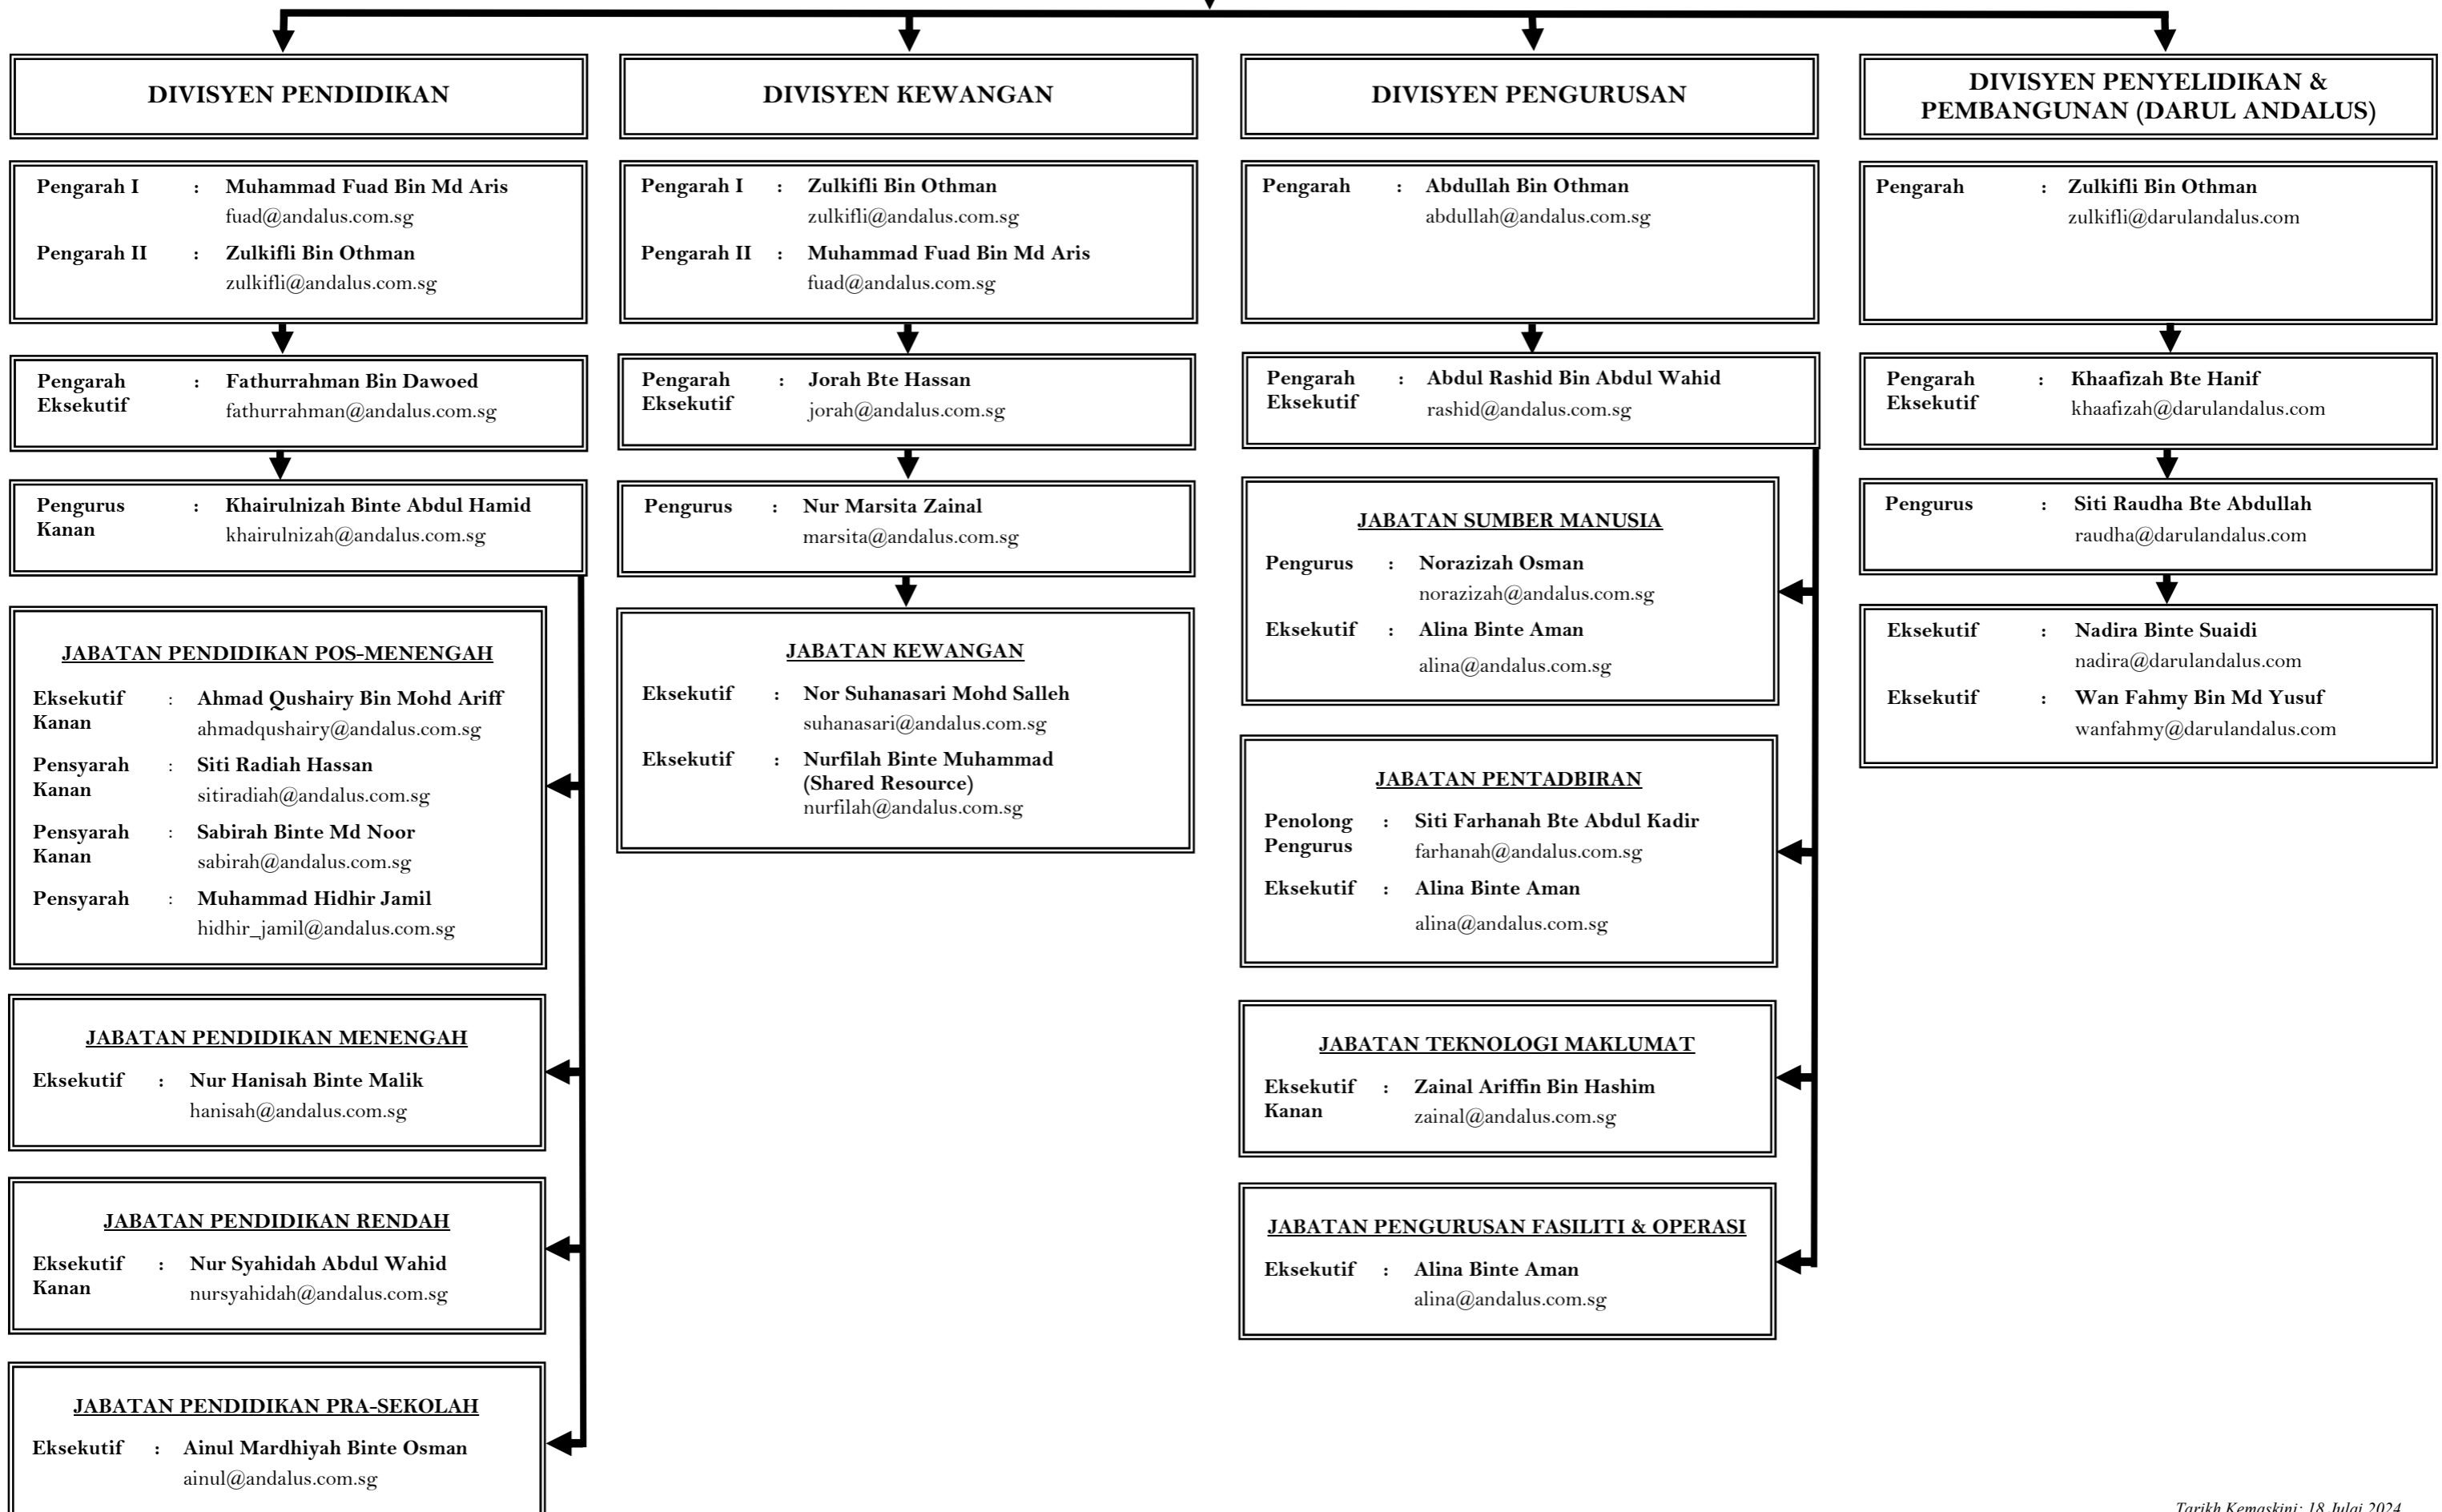 DIVISYEN PENDIDIKAN
Pengarah I : Muhammad Fuad Bin Md Aris
fuad@andalus.com.sg
Pengarah II : Zulkifli Bin Othman
zulkifli@andalus.com.sg
Pengarah : Fathurrahman Bin Dawoed
Eksekutif fathurrahman@andalus.com.sg
Pengurus : Khairulnizah Binte Abdul Hamid
Kanan khairulnizah@andalus.com.sg
JABATAN PENDIDIKAN POS-MENENGAH
Eksekutif : Ahmad Qushairy Bin Mohd Ariff
Kanan ahmadqushairy@andalus.com.sg
Pensyarah : Siti Radiah Hassan
Kanan sitiradiah@andalus.com.sg
Pensyarah : Sabirah Binte Md Noor
Kanan sabirah@andalus.com.sg
Pensyarah : Muhammad Hidhir Jamil
hidhir_jamil@andalus.com.sg
JABATAN PENDIDIKAN MENENGAH
Eksekutif : Nur Hanisah Binte Malik
hanisah@andalus.com.sg
JABATAN PENDIDIKAN RENDAH
Eksekutif : Nur Syahidah Abdul Wahid
Kanan nursyahidah@andalus.com.sg
JABATAN PENDIDIKAN PRA-SEKOLAH
Eksekutif : Ainul Mardhiyah Binte Osman
ainul@andalus.com.sg
DIVISYEN KEWANGAN
Pengarah I : Zulkifli Bin Othman
zulkifli@andalus.com.sg
Pengarah II : Muhammad Fuad Bin Md Aris
fuad@andalus.com.sg
Pengarah : Jorah Bte Hassan
Eksekutif jorah@andalus.com.sg
Pengurus : Nur Marsita Zainal
marsita@andalus.com.sg
JABATAN KEWANGAN
Eksekutif : Nor Suhanasari Mohd Salleh
suhanasari@andalus.com.sg
Eksekutif : Nurfilah Binte Muhammad
(Shared Resource)
nurfilah@andalus.com.sg
DIVISYEN PENGURUSAN
Pengarah : Abdullah Bin Othman
abdullah@andalus.com.sg
Pengarah : Abdul Rashid Bin Abdul Wahid
Eksekutif rashid@andalus.com.sg
JABATAN SUMBER MANUSIA
Pengurus : Norazizah Osman
norazizah@andalus.com.sg
Eksekutif : Alina Binte Aman
alina@andalus.com.sg
JABATAN PENTADBIRAN
Penolong : Siti Farhanah Bte Abdul Kadir
Pengurus farhanah@andalus.com.sg
Eksekutif : Alina Binte Aman
alina@andalus.com.sg
JABATAN TEKNOLOGI MAKLUMAT
Eksekutif : Zainal Ariffin Bin Hashim
Kanan zainal@andalus.com.sg
JABATAN PENGURUSAN FASILITI & OPERASI
Eksekutif : Alina Binte Aman
alina@andalus.com.sg
DIVISYEN PENYELIDIKAN &
PEMBANGUNAN (DARUL ANDALUS)
Pengarah : Zulkifli Bin Othman
zulkifli@darulandalus.com
Pengarah : Khaafizah Bte Hanif
Eksekutif khaafizah@darulandalus.com
Pengurus : Siti Raudha Bte Abdullah
raudha@darulandalus.com
Eksekutif : Nadira Binte Suaidi
nadira@darulandalus.com
Eksekutif : Wan Fahmy Bin Md Yusuf
wanfahmy@darulandalus.com
Tarikh Kemaskini: 18 Julai 2024